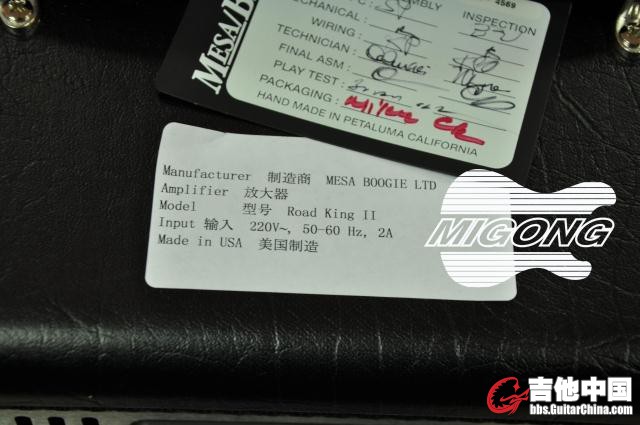 4569
ASSEMBLY INSPECTION
MECHANICAL:
WIRING:
TECHNICIAN:
FINAL ASM:
PLAY TEST:
PACKAGING:
HAND MADE IN PETALUMA CALIFORNIA
MESA/B
Manufacturer 制造商 MESA BOOGIE LTD
Amplifier 放大器
Model 型号 Road King II
Input 输入 220V~, 50-60 Hz, 2A
Made in USA 美国制造
MIGONG
吉他中国
bbs.GuitarChina.com